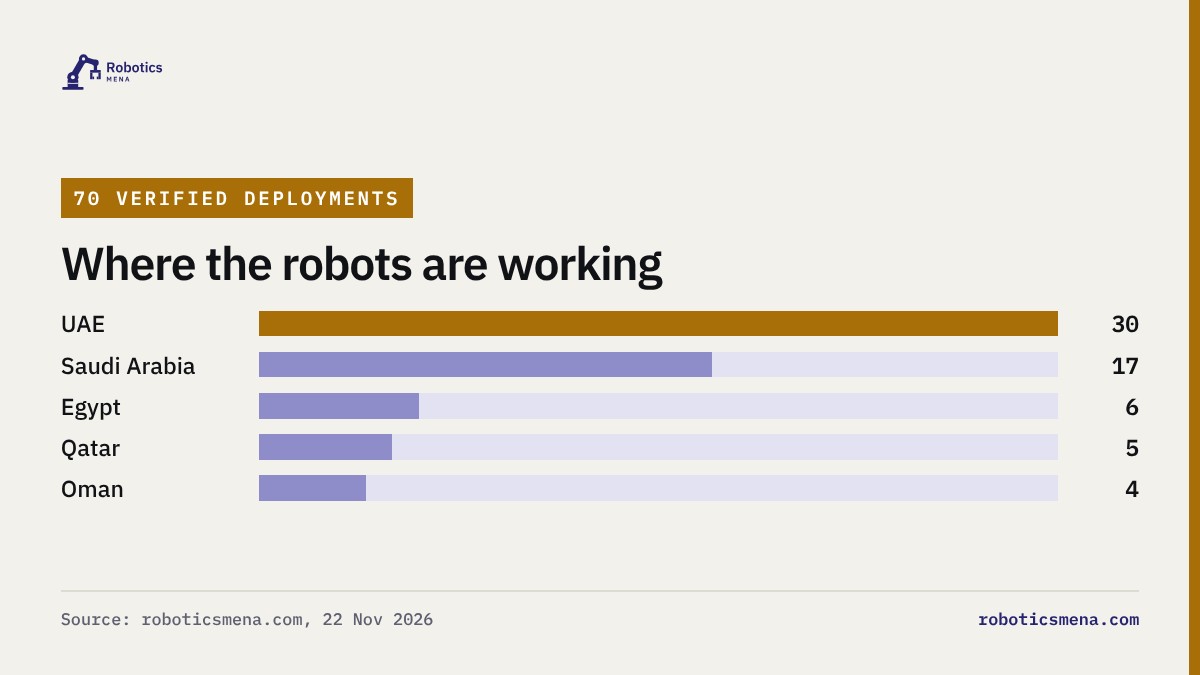 Robotics
MENA
70 VERIFIED DEPLOYMENTS
Where the robots are working
UAE 30
Saudi Arabia 17
Egypt 6
Qatar 5
Oman 4
Source: roboticsmena.com, 22 Nov 2026
roboticsmena.com